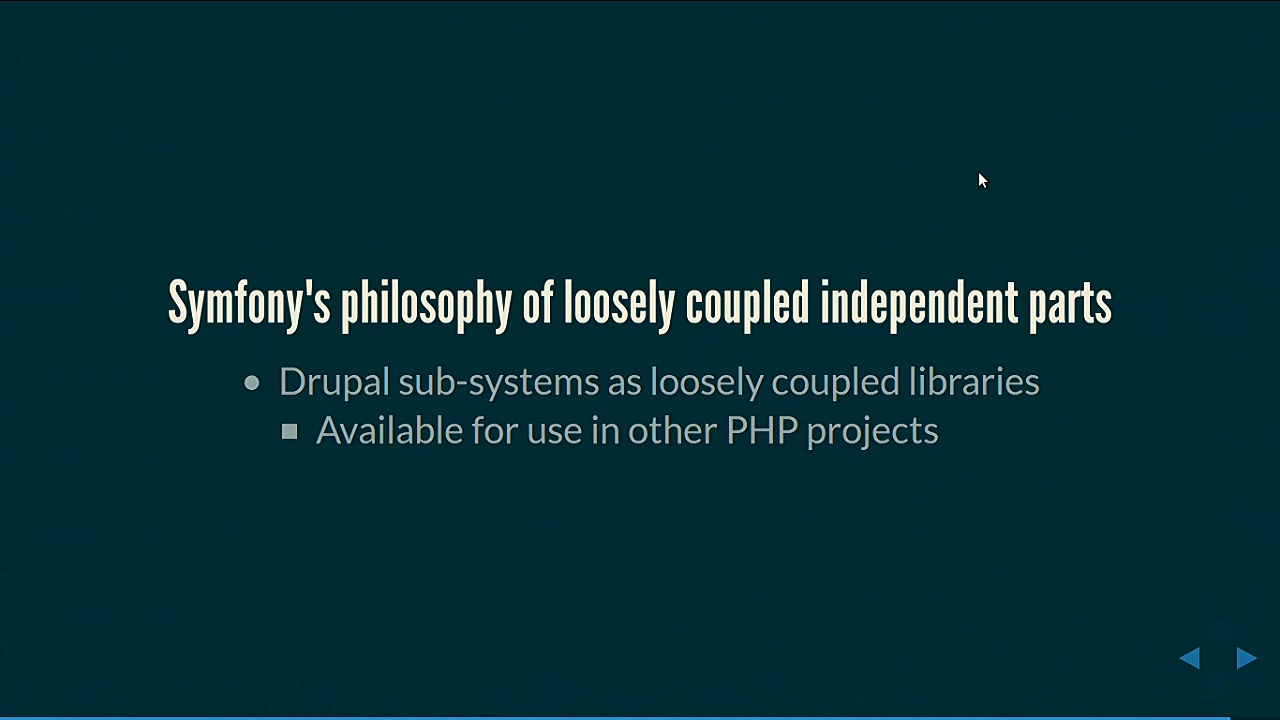 Symfony's philosophy of loosely coupled independent parts
Drupal sub-systems as loosely coupled libraries
Available for use in other PHP projects